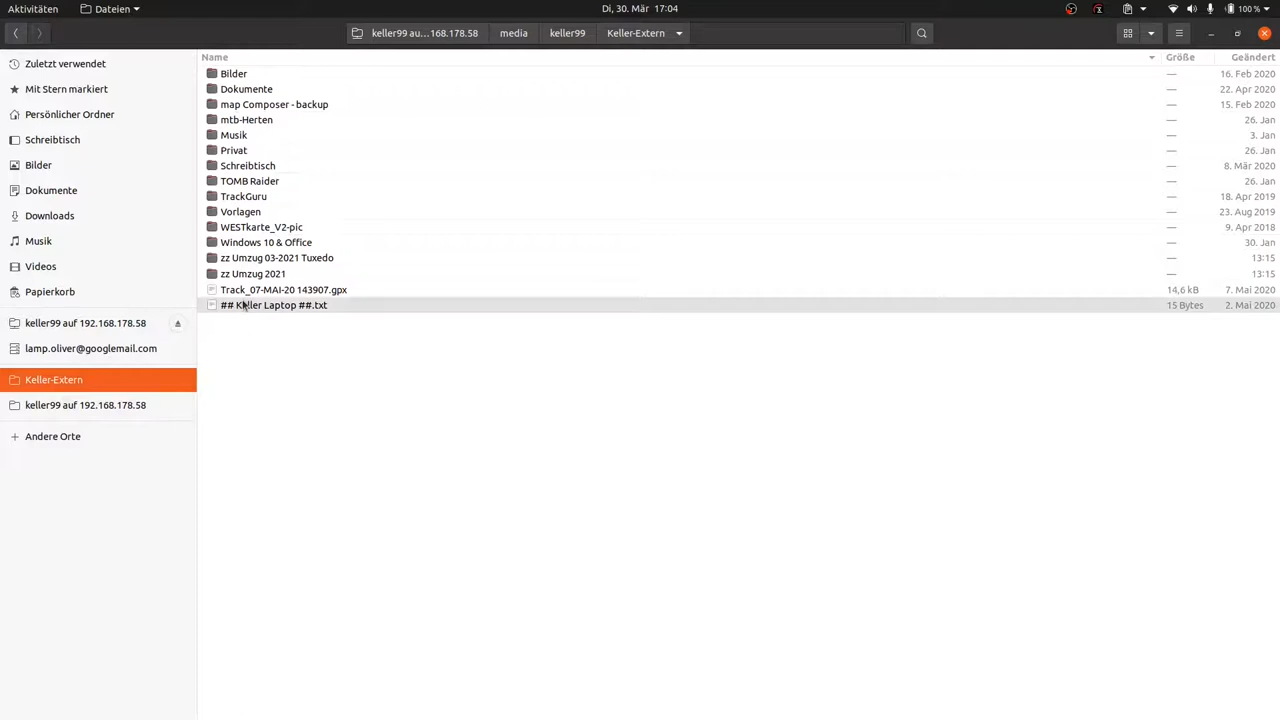 Aktivitäten Dateien Di, 30. Mär 17:04 100 %
keller99 au…168.178.58 media keller99 Keller-Extern
Name Größe Geändert
Zuletzt verwendet
Mit Stern markiert
Persönlicher Ordner
Schreibtisch
Bilder
Dokumente
Downloads
Musik
Videos
Papierkorb
keller99 auf 192.168.178.58
lamp.oliver@googlemail.com
Keller-Extern
keller99 auf 192.168.178.58
+ Andere Orte
Bilder — 16. Feb 2020
Dokumente — 22. Apr 2020
map Composer - backup — 15. Feb 2020
mtb-Herten — 26. Jan
Musik — 3. Jan
Privat — 26. Jan
Schreibtisch — 8. Mär 2020
TOMB Raider — 26. Jan
TrackGuru — 18. Apr 2019
Vorlagen — 23. Aug 2019
WESTkarte_V2-pic — 9. Apr 2018
Windows 10 & Office — 30. Jan
zz Umzug 03-2021 Tuxedo — 13:15
zz Umzug 2021 — 13:15
Track_07-MAI-20 143907.gpx 14,6 kB 7. Mai 2020
## Keller Laptop ##.txt 15 Bytes 2. Mai 2020